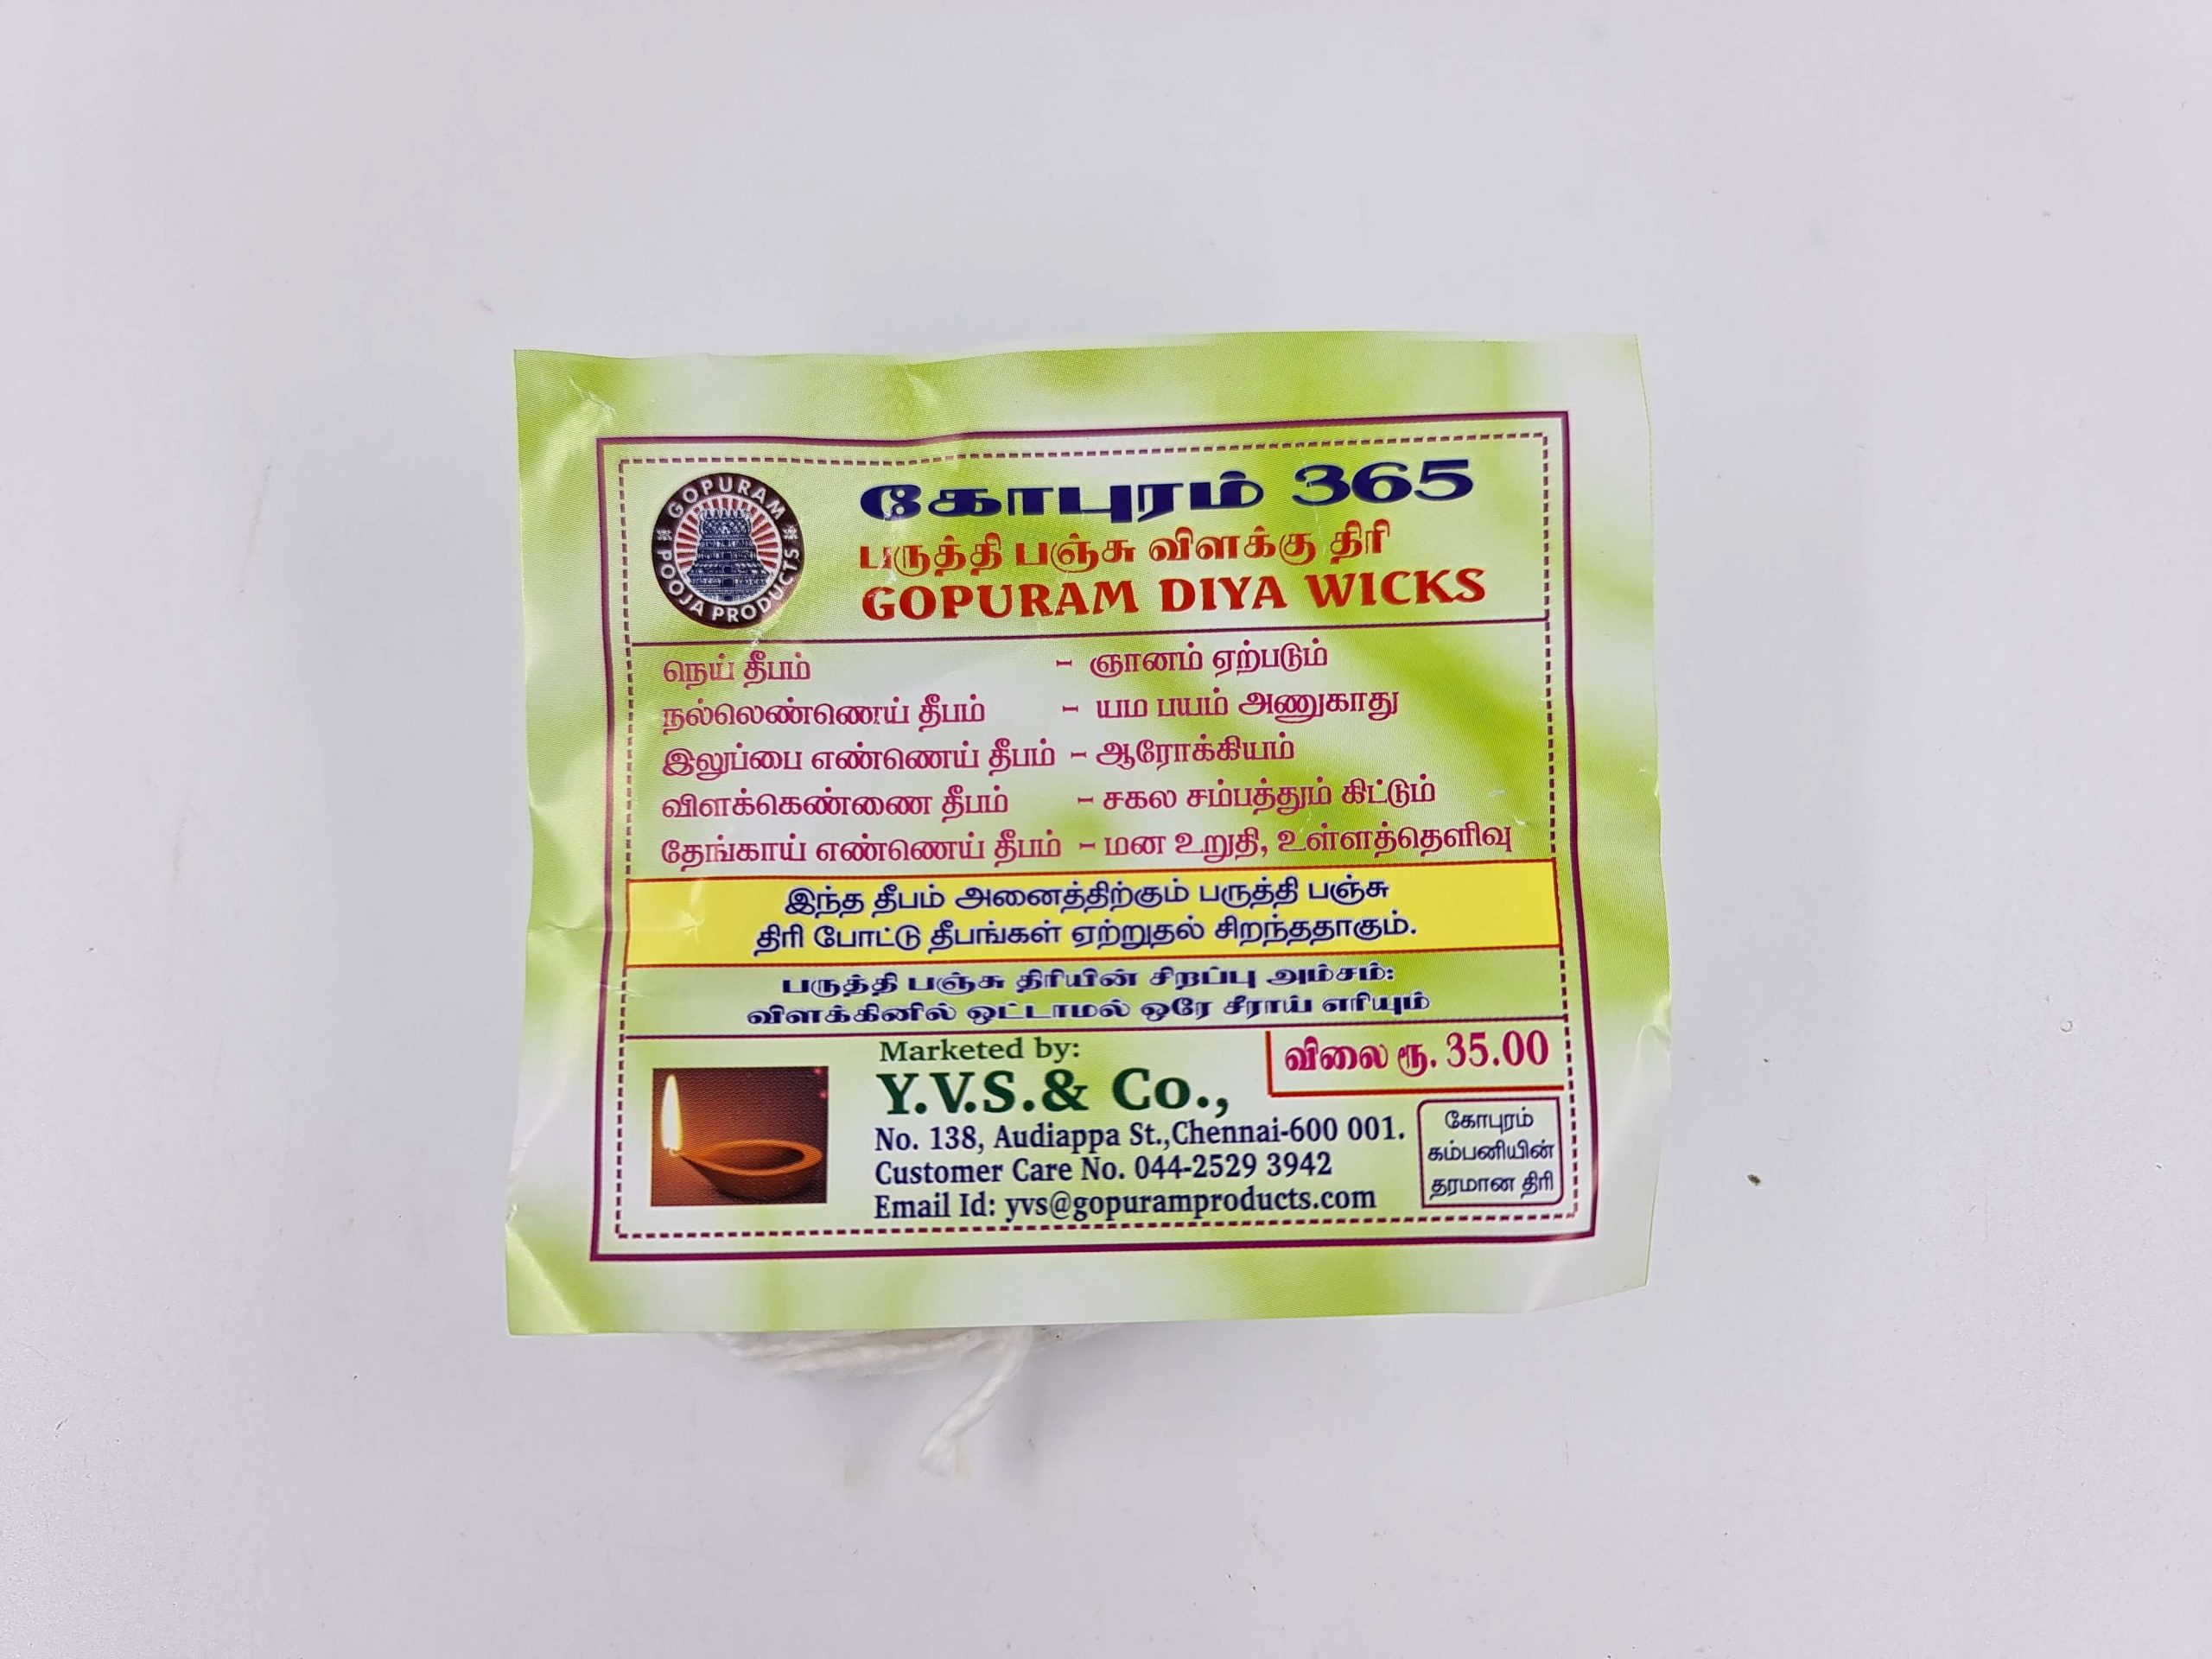 GOPURAM
POOJA PRODUCTS
கோபுரம் 365
பருத்தி பஞ்சு விளக்கு திரி
GOPURAM DIYA WICKS
நெய் தீபம் - ஞானம் ஏற்படும்
நல்லெண்ணெய் தீபம் - யம பயம் அணுகாது
இலுப்பை எண்ணெய் தீபம் - ஆரோக்கியம்
விளக்கெண்ணை தீபம் - சகல சம்பத்தும் கிட்டும்
தேங்காய் எண்ணெய் தீபம் - மன உறுதி, உள்ளத்தெளிவு
இந்த தீபம் அனைத்திற்கும் பருத்தி பஞ்சு
திரி போட்டு தீபங்கள் ஏற்றுதல் சிறந்ததாகும்.
பருத்தி பஞ்சு திரியின் சிறப்பு அம்சம்:
விளக்கினில் ஒட்டாமல் ஒரே சீராய் எரியும்
Marketed by:
Y.V.S.& Co.,
No. 138, Audiappa St.,Chennai-600 001.
Customer Care No. 044-2529 3942
Email Id: yvs@gopuramproducts.com
விலை ரூ. 35.00
கோபுரம்
கம்பனியின்
தரமான திரி